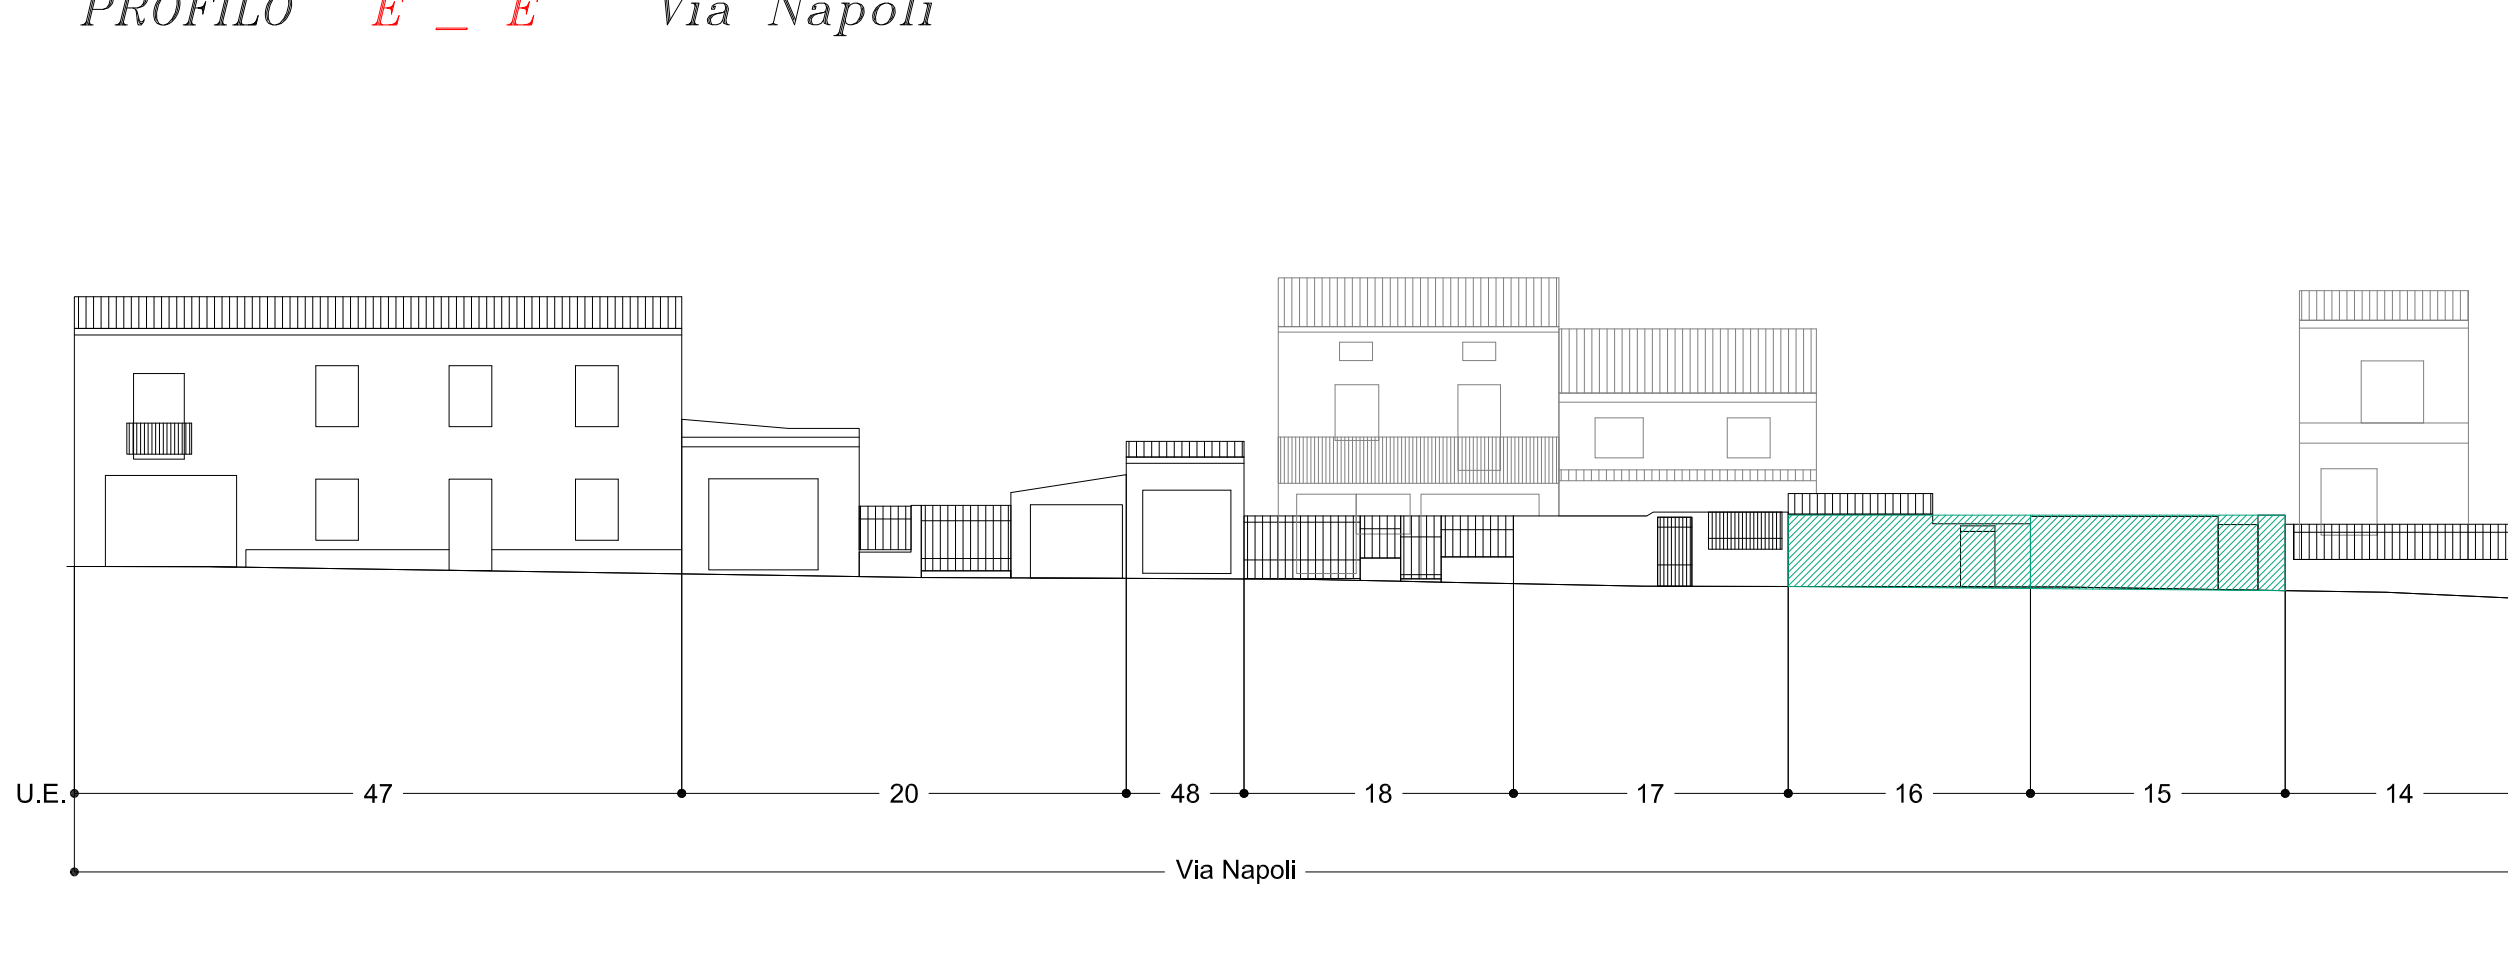 PROFILO E _ E Via Napoli
U.E. 47 20 48 18 17 16 15 14
Via Napoli